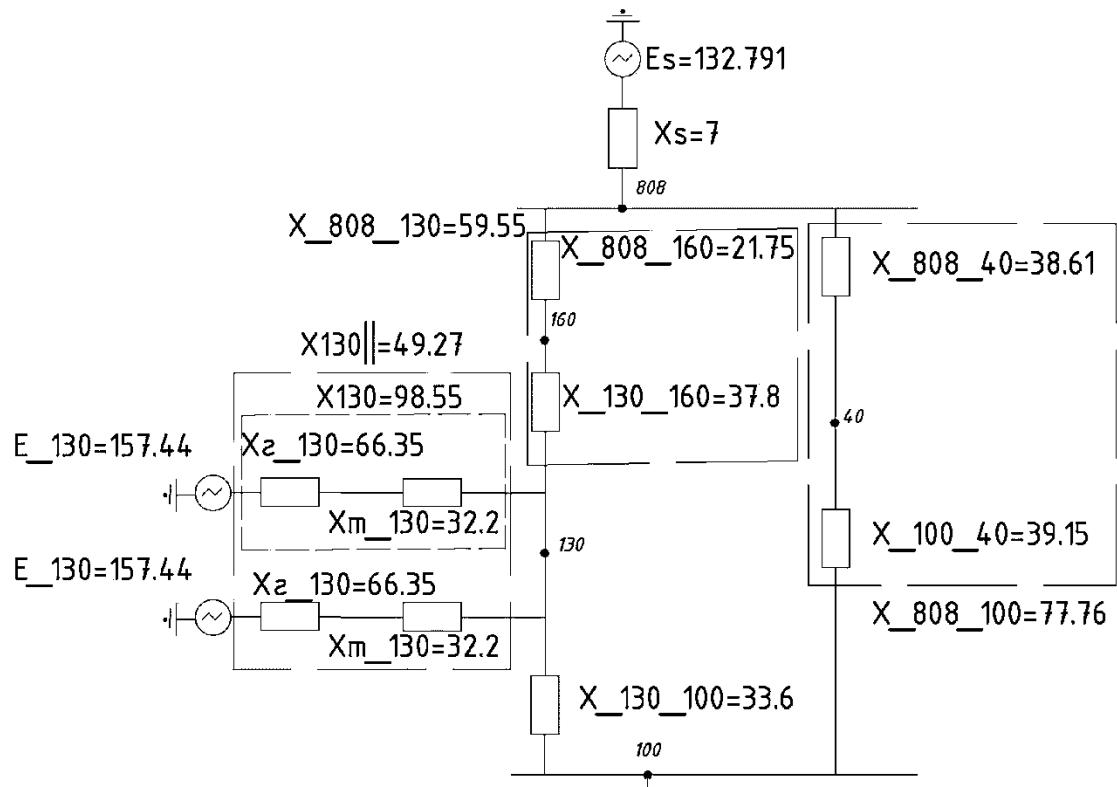 Es=132.791
Xs=7
808
X_808_130=59.55
X_808_160=21.75
X_808_40=38.61
160
X130||=49.27
X130=98.55
X_130_160=37.8
40
E_130=157.44
Xг_130=66.35
Xm_130=32.2
X_100_40=39.15
130
E_130=157.44
Xг_130=66.35
X_808_100=77.76
Xm_130=32.2
X_130_100=33.6
100